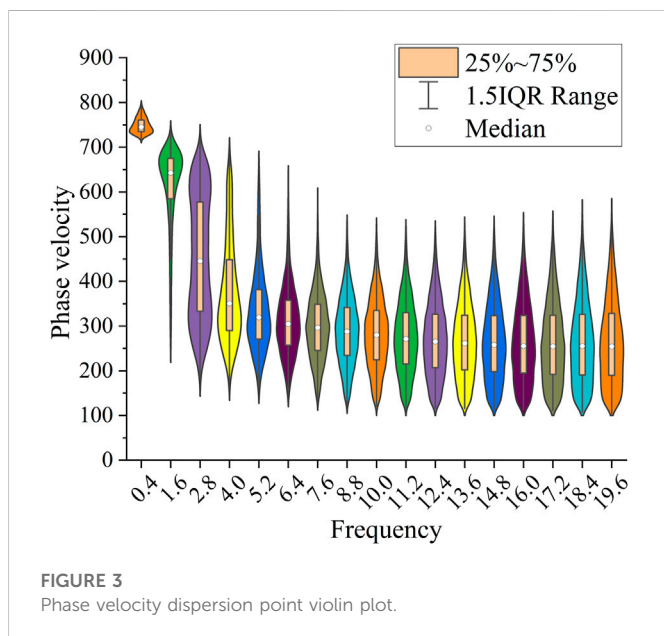 900
800
700
600
500
400
300
200
100
0
Phase velocity
25%~75%
1.5IQR Range
Median
0.4 1.6 2.8 4.0 5.2 6.4 7.6 8.8 10.0 11.2 12.4 13.6 14.8 16.0 17.2 18.4 19.6
Frequency
FIGURE 3
Phase velocity dispersion point violin plot.